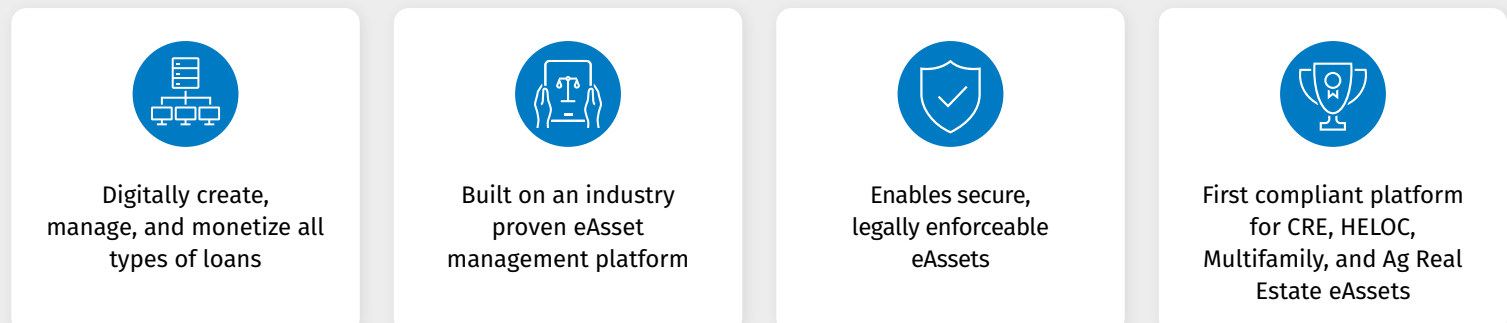 Digitally create,
manage, and monetize all
types of loans
Built on an industry
proven eAsset
management platform
Enables secure,
legally enforceable
eAssets
First compliant platform
for CRE, HELOC,
Multifamily, and Ag Real
Estate eAssets